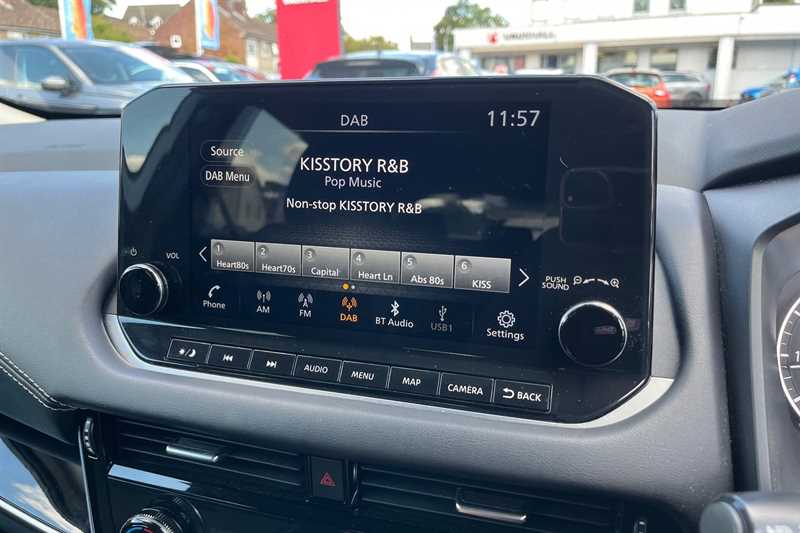 VAUXHALL
DAB
11:57
Source
DAB Menu
KISSTORY R&B
Pop Music
Non-stop KISSTORY R&B
VOL
PUSH
SOUND
1 Heart80s
2 Heart70s
3 Capital
4 Heart Ln
5 Abs 80s
6 KISS
Phone
AM
FM
DAB
BT Audio
USB1
Settings
AUDIO
MENU
MAP
CAMERA
BACK